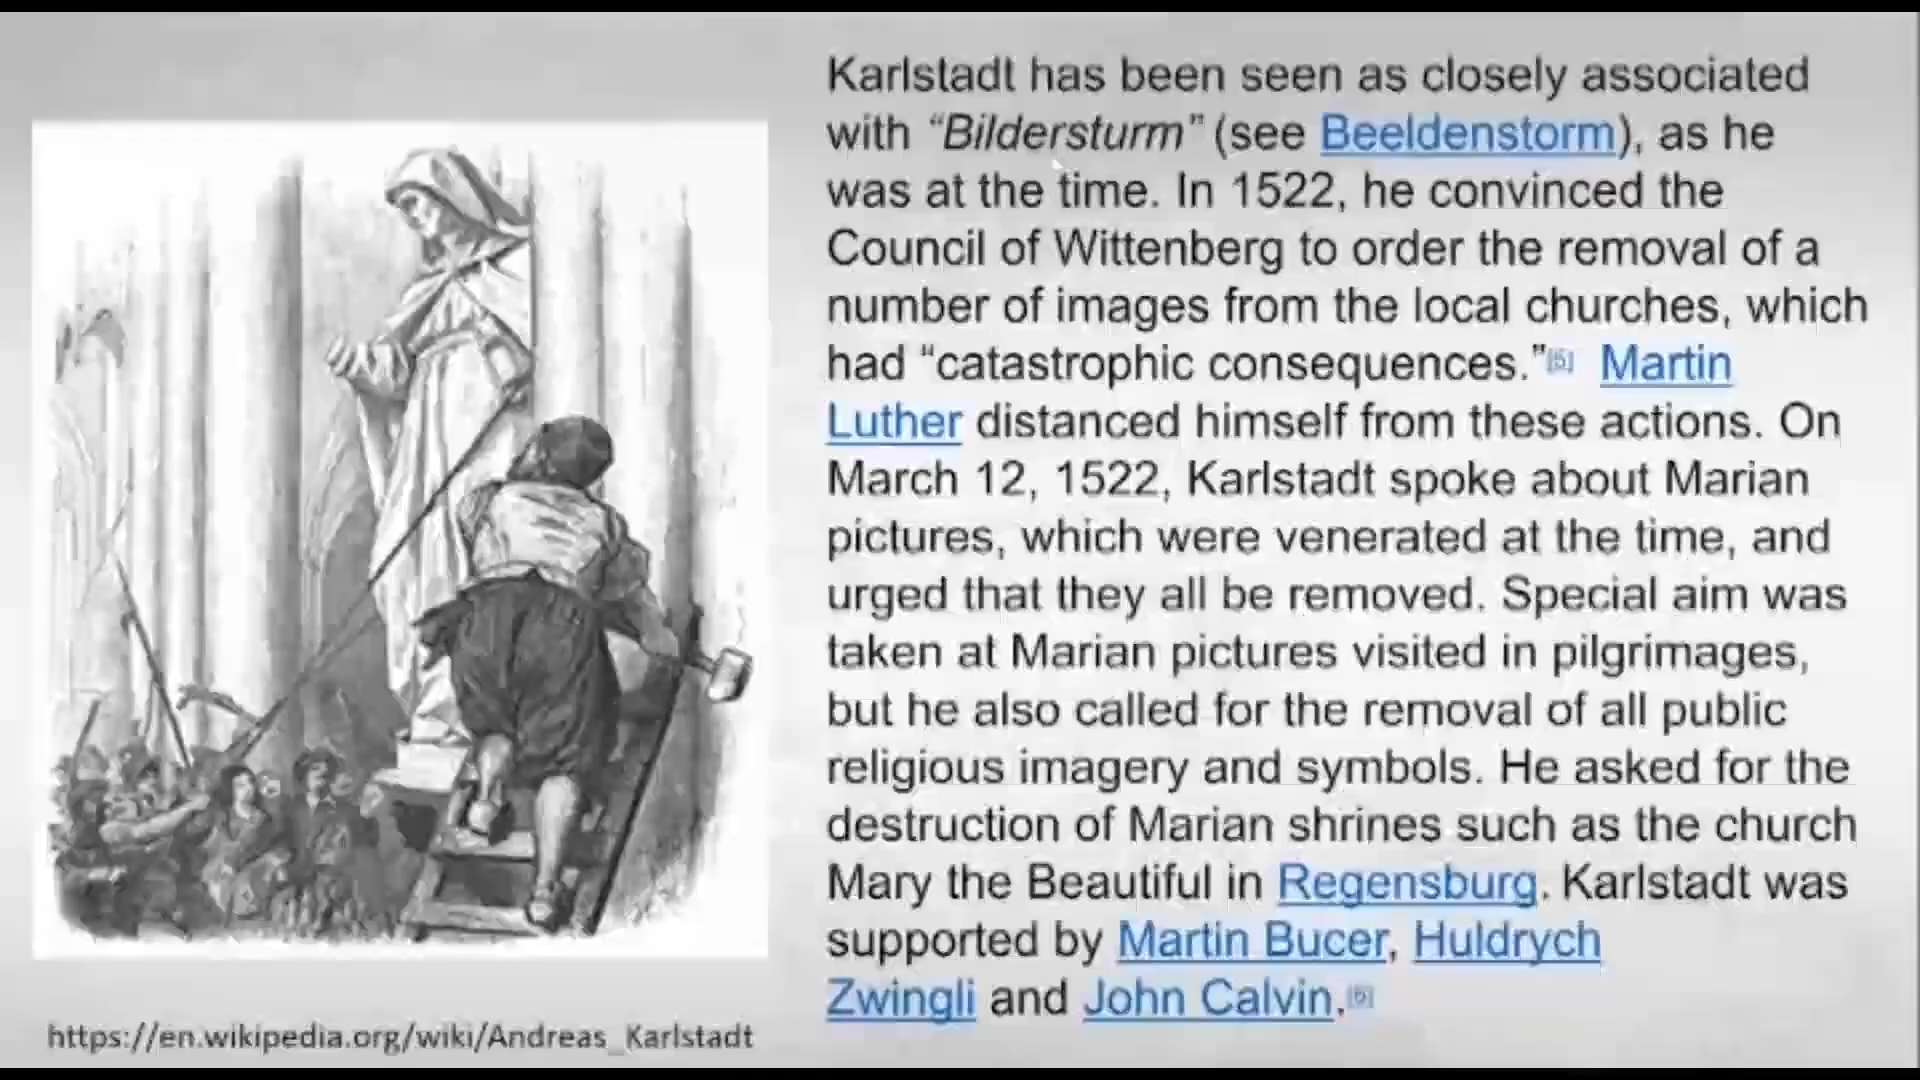 Karlstadt has been seen as closely associated
with “Bildersturm” (see Beeldenstorm), as he
was at the time. In 1522, he convinced the
Council of Wittenberg to order the removal of a
number of images from the local churches, which
had “catastrophic consequences.”[5] Martin
Luther distanced himself from these actions. On
March 12, 1522, Karlstadt spoke about Marian
pictures, which were venerated at the time, and
urged that they all be removed. Special aim was
taken at Marian pictures visited in pilgrimages,
but he also called for the removal of all public
religious imagery and symbols. He asked for the
destruction of Marian shrines such as the church
Mary the Beautiful in Regensburg. Karlstadt was
supported by Martin Bucer, Huldrych
Zwingli and John Calvin.
https://en.wikipedia.org/wiki/Andreas_Karlstadt